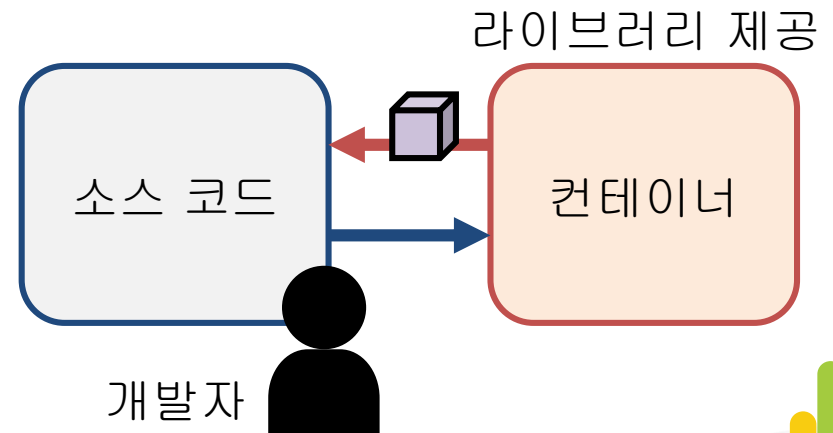 라이브러리 제공
소스 코드
컨테이너
개발자